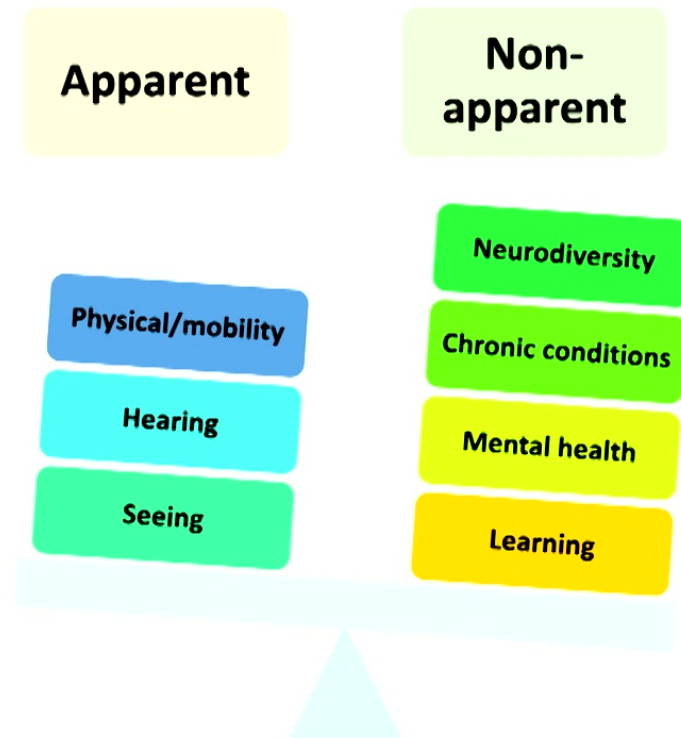 Apparent
Non-
apparent
Physical/mobility
Hearing
Seeing
Neurodiversity
Chronic conditions
Mental health
Learning